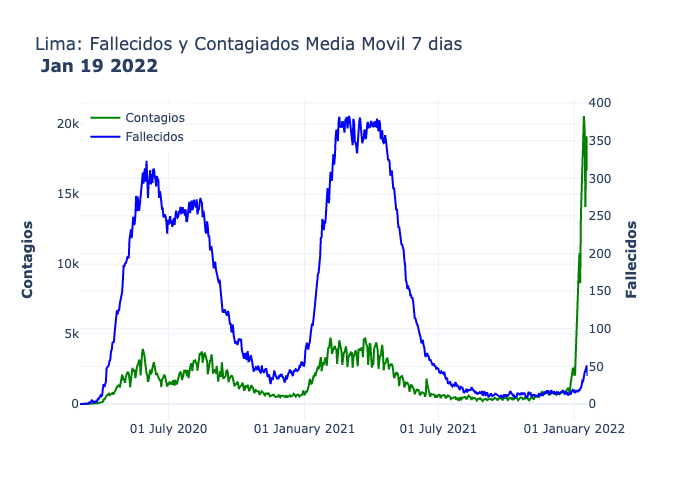 Lima: Fallecidos y Contagiados Media Movil 7 dias
Jan 19 2022
Contagios
Fallecidos
20k
15k
10k
5k
0
400
350
300
250
200
150
100
50
0
Contagios
Fallecidos
01 July 2020
01 January 2021
01 July 2021
01 January 2022